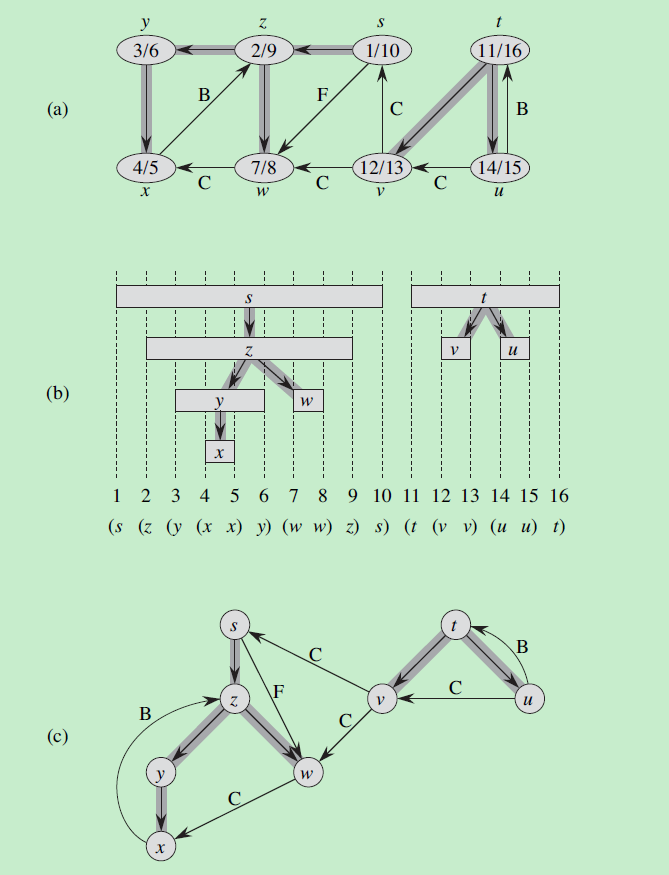 y z s t
(a) 3/6 2/9 1/10 11/16
B F C B
4/5 7/8 12/13 14/15
C C C
x w v u
(b)
s t
z v u
y w
x
1 2 3 4 5 6 7 8 9 10 11 12 13 14 15 16
(s (z (y (x x) y) (w w) z) s) (t (v v) (u u) t)
(c)
s t
C B
F
z v C u
B C
y w
C
x